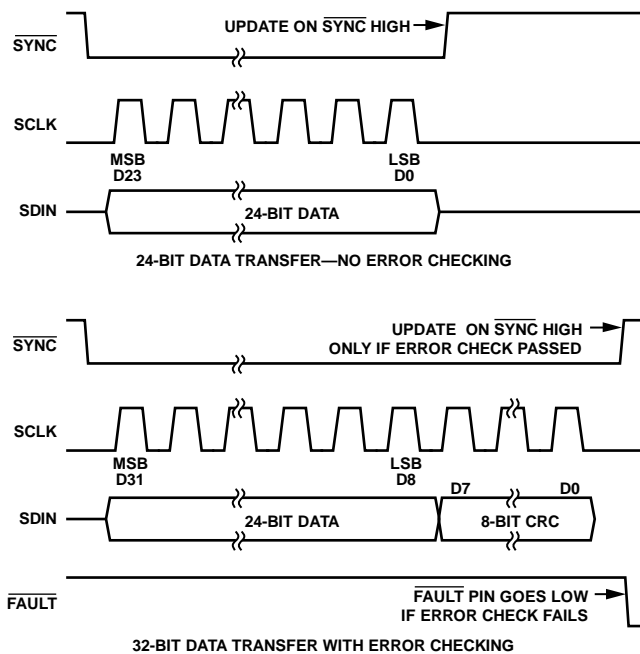 UPDATE ON SYNC HIGH
SYNC
SCLK
MSB
D23
LSB
D0
SDIN
24-BIT DATA
24-BIT DATA TRANSFER—NO ERROR CHECKING
SYNC
UPDATE ON SYNC HIGH
ONLY IF ERROR CHECK PASSED
SCLK
MSB
D31
LSB
D8
D7
D0
SDIN
24-BIT DATA
8-BIT CRC
FAULT
FAULT PIN GOES LOW
IF ERROR CHECK FAILS
32-BIT DATA TRANSFER WITH ERROR CHECKING